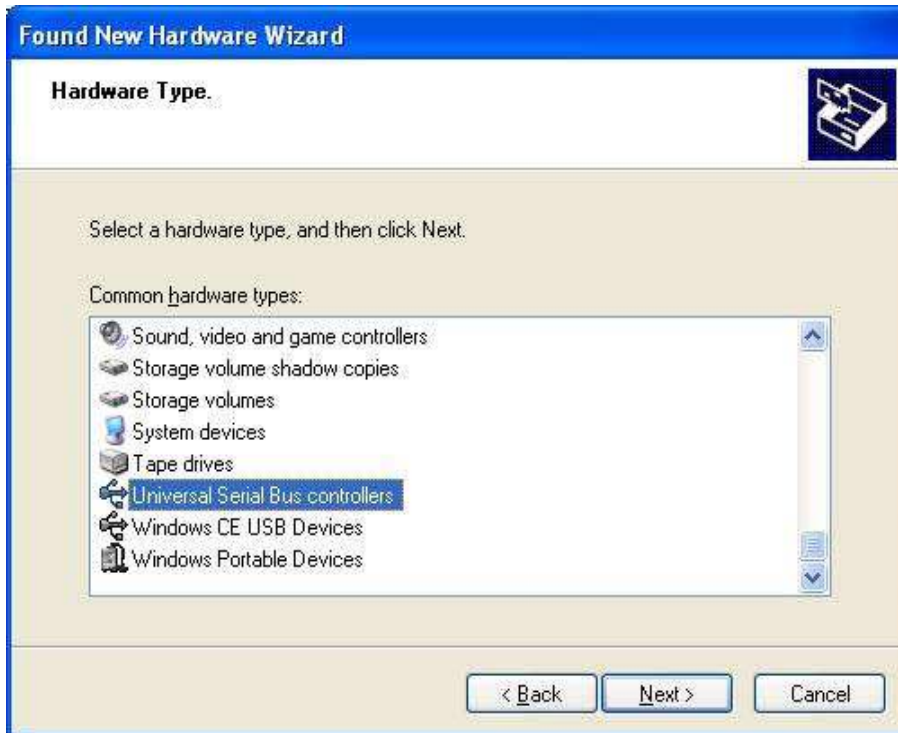 Found New Hardware Wizard
Hardware Type.
Select a hardware type, and then click Next.
Common hardware types:
Sound, video and game controllers
Storage volume shadow copies
Storage volumes
System devices
Tape drives
Universal Serial Bus controllers
Windows CE USB Devices
Windows Portable Devices
< Back Next > Cancel